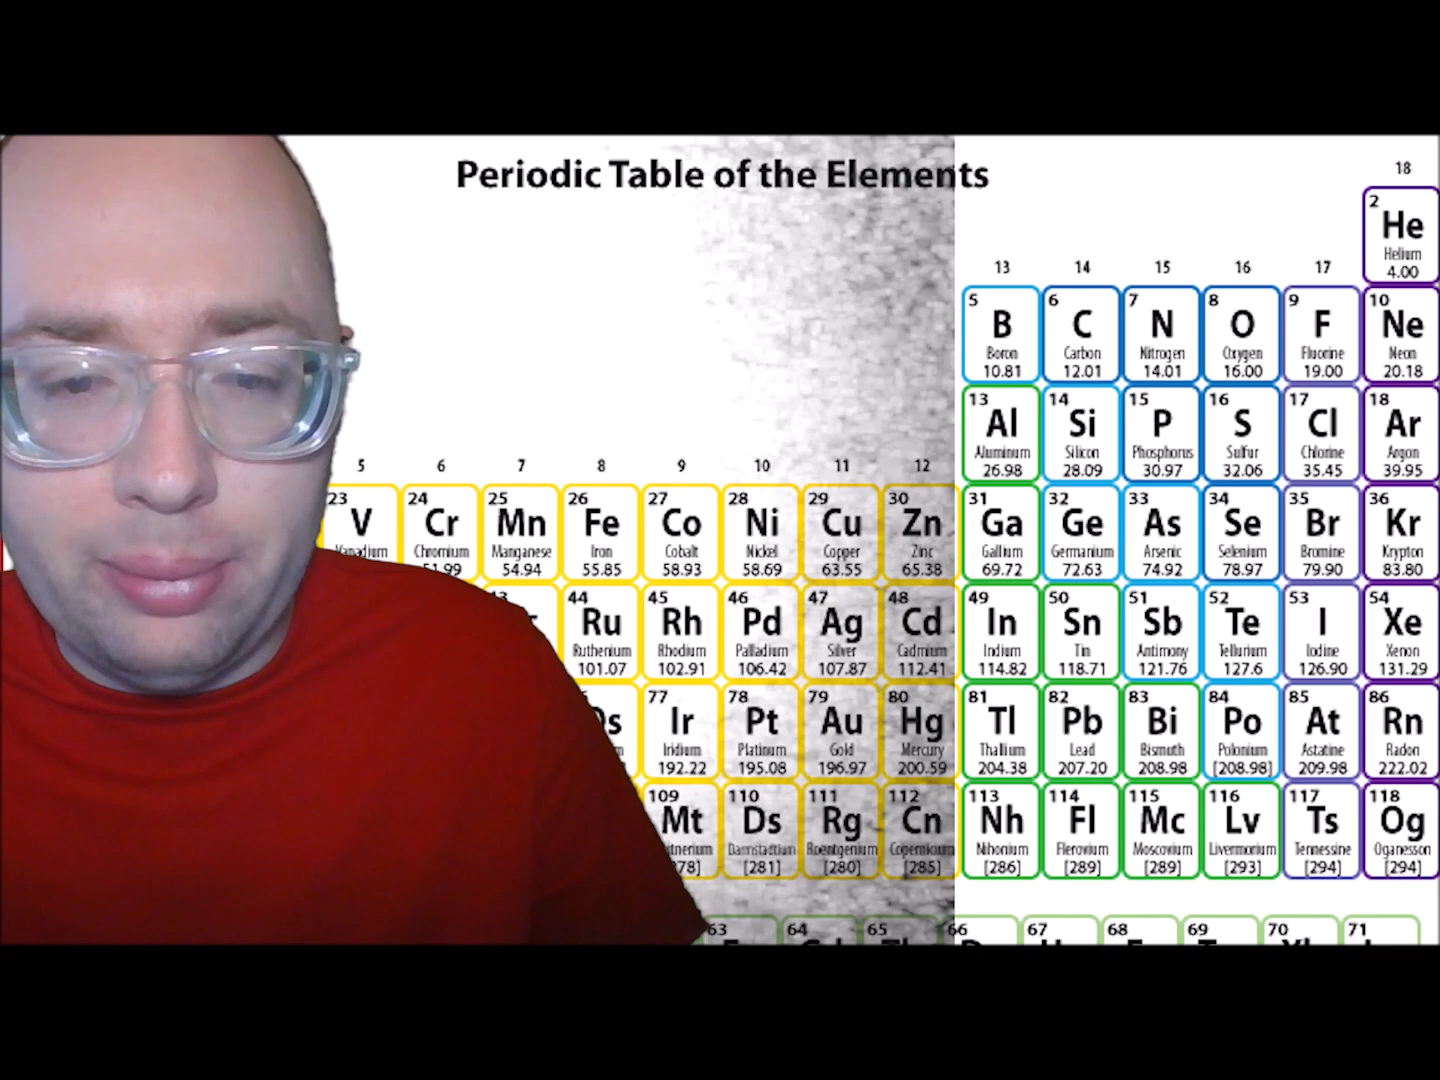 Periodic Table of the Elements
18
2
He
Helium
4.00
13 14 15 16 17
5 6 7 8 9 10
B C N O F Ne
Boron Carbon Nitrogen Oxygen Fluorine Neon
10.81 12.01 14.01 16.00 19.00 20.18
13 14 15 16 17 18
Al Si P S Cl Ar
Aluminum Silicon Phosphorus Sulfur Chlorine Argon
26.98 28.09 30.97 32.06 35.45 39.95
5 6 7 8 9 10 11 12
23 24 25 26 27 28 29 30 31 32 33 34 35 36
V Cr Mn Fe Co Ni Cu Zn Ga Ge As Se Br Kr
Vanadium Chromium Manganese Iron Cobalt Nickel Copper Zinc Gallium Germanium Arsenic Selenium Bromine Krypton
51.99 54.94 55.85 58.93 58.69 63.55 65.38 69.72 72.63 74.92 78.97 79.90 83.80
44 45 46 47 48 49 50 51 52 53 54
Ru Rh Pd Ag Cd In Sn Sb Te I Xe
Ruthenium Rhodium Palladium Silver Cadmium Indium Tin Antimony Tellurium Iodine Xenon
101.07 102.91 106.42 107.87 112.41 114.82 118.71 121.76 127.6 126.90 131.29
77 78 79 80 81 82 83 84 85 86
Ir Pt Au Hg Tl Pb Bi Po At Rn
Iridium Platinum Gold Mercury Thallium Lead Bismuth Polonium Astatine Radon
192.22 195.08 196.97 200.59 204.38 207.20 208.98 [208.98] 209.98 222.02
109 110 111 112 113 114 115 116 117 118
Mt Ds Rg Cn Nh Fl Mc Lv Ts Og
Darmstadtium Roentgenium Copernicium Nihonium Flerovium Moscovium Livermorium Tennessine Oganesson
[281] [280] [285] [286] [289] [289] [293] [294] [294]
63 64 65 66 67 68 69 70 71